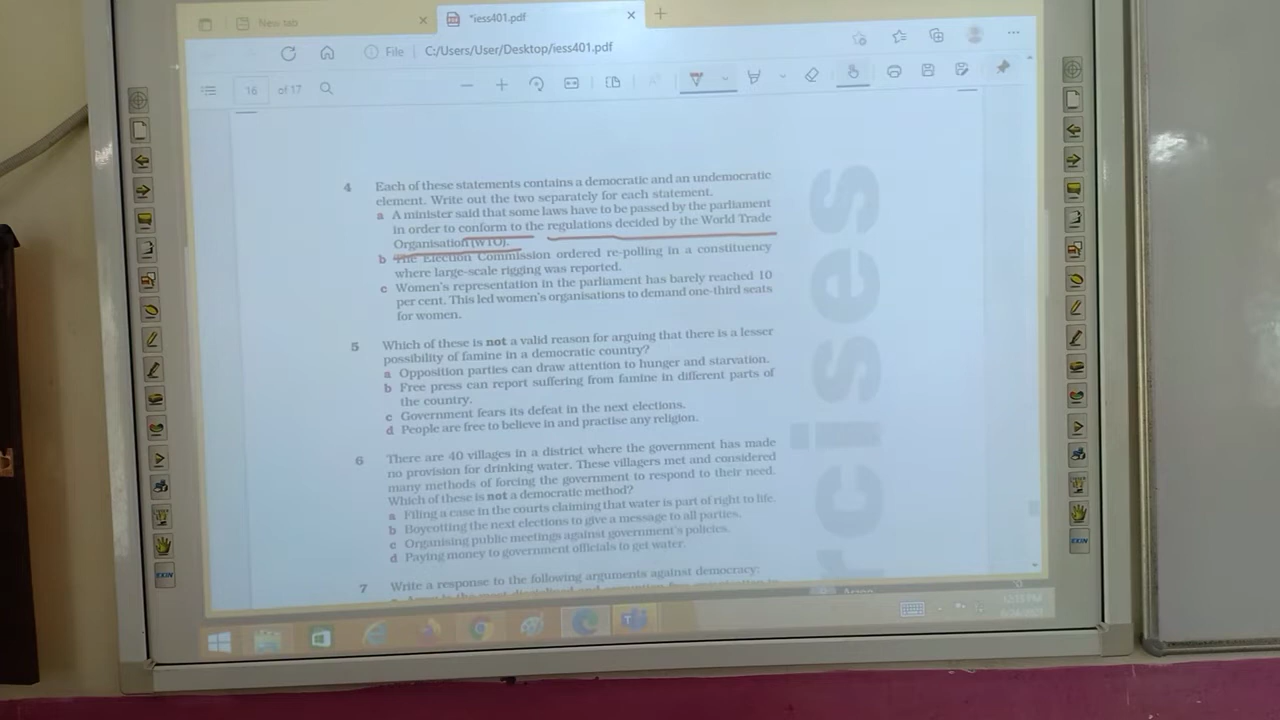 New tab
*iess401.pdf
File C:/Users/User/Desktop/iess401.pdf
16 of 17
4 Each of these statements contains a democratic and an undemocratic
element. Write out the two separately for each statement.
a A minister said that some laws have to be passed by the parliament
in order to conform to the regulations decided by the World Trade
Organisation (WTO).
b The Election Commission ordered re-polling in a constituency
where large-scale rigging was reported.
c Women's representation in the parliament has barely reached 10
per cent. This led women's organisations to demand one-third seats
for women.
5 Which of these is not a valid reason for arguing that there is a lesser
possibility of famine in a democratic country?
a Opposition parties can draw attention to hunger and starvation.
b Free press can report suffering from famine in different parts of
the country.
c Government fears its defeat in the next elections.
d People are free to believe in and practise any religion.
6 There are 40 villages in a district where the government has made
no provision for drinking water. These villagers met and considered
many methods of forcing the government to respond to their need.
Which of these is not a democratic method?
a Filing a case in the courts claiming that water is part of right to life.
b Boycotting the next elections to give a message to all parties.
c Organising public meetings against government's policies.
d Paying money to government officials to get water.
7 Write a response to the following arguments against democracy:
rcises